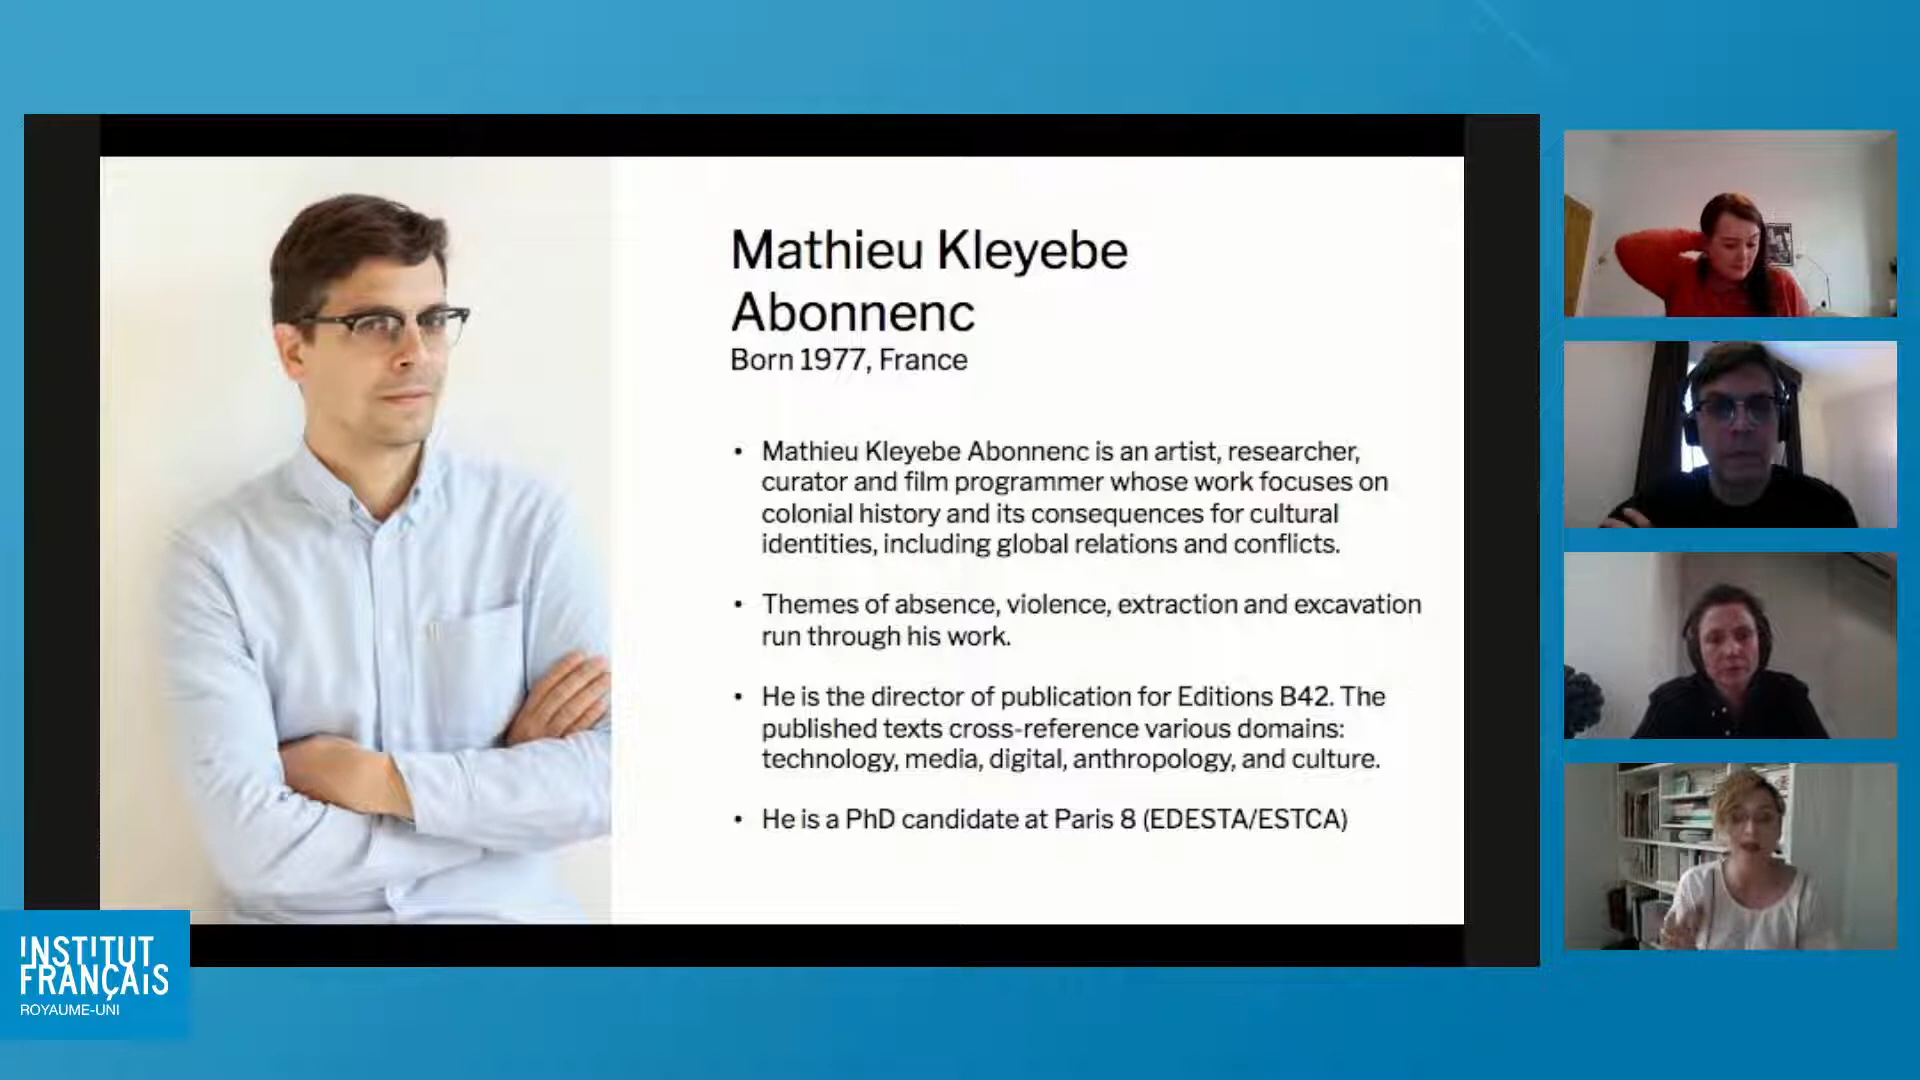 Mathieu Kleyebe
Abonnenc
Born 1977, France
• Mathieu Kleyebe Abonnenc is an artist, researcher,
curator and film programmer whose work focuses on
colonial history and its consequences for cultural
identities, including global relations and conflicts.
• Themes of absence, violence, extraction and excavation
run through his work.
• He is the director of publication for Editions B42. The
published texts cross-reference various domains:
technology, media, digital, anthropology, and culture.
• He is a PhD candidate at Paris 8 (EDESTA/ESTCA)
INSTITUT
FRANÇAIS
ROYAUME-UNI